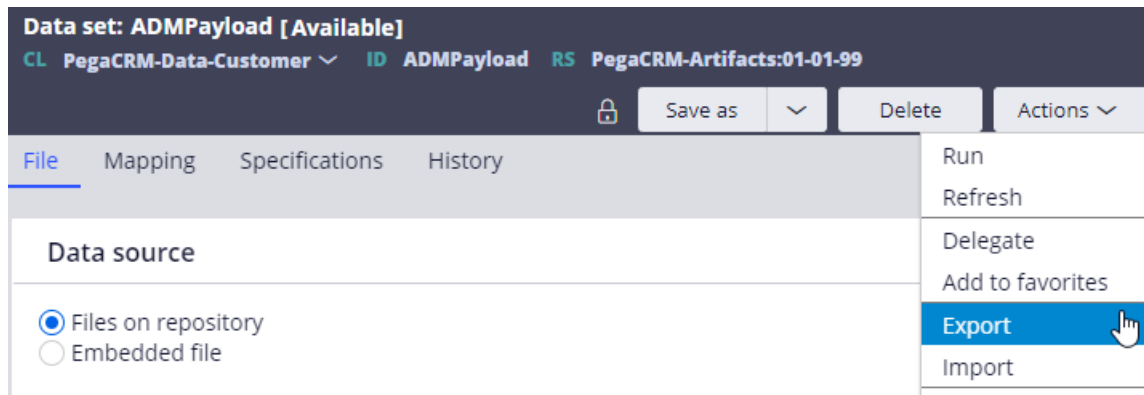 Data set: ADMPayload [Available]
CL PegaCRM-Data-Customer ID ADMPayload RS PegaCRM-Artifacts:01-01-99
Save as Delete Actions
File Mapping Specifications History
Run
Refresh
Delegate
Add to favorites
Export
Import
Data source
Files on repository
Embedded file